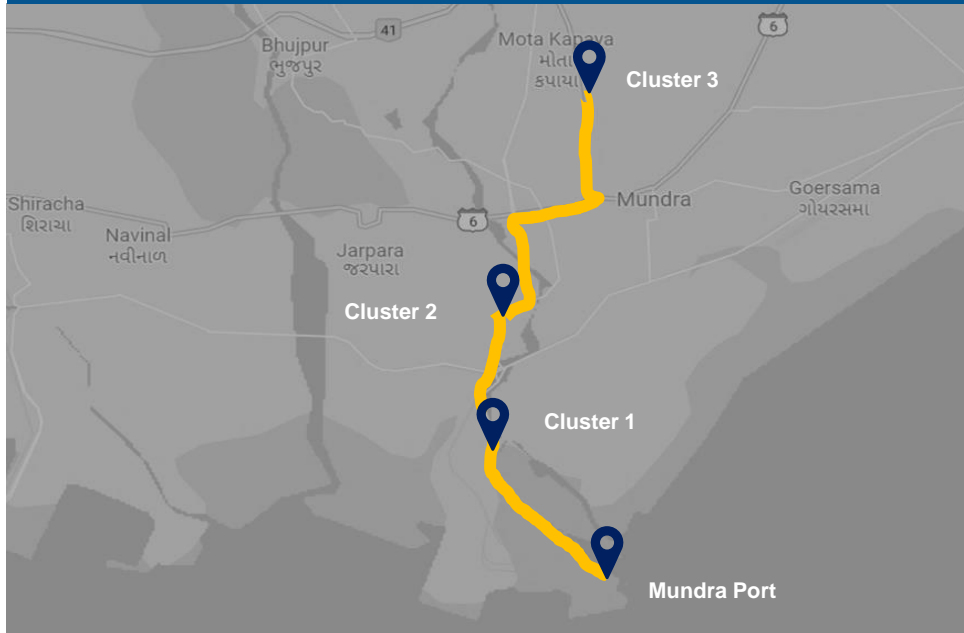 41
6
Bhujpur
ભુજપુર
Mota Kapaya
મોતા
કપાયા
Cluster 3
Shiracha
શિરાચા
Navinal
નવીનાળ
6
Mundra
Goersama
ગોયરસમા
Jarpara
જરપારા
Cluster 2
Cluster 1
Mundra Port